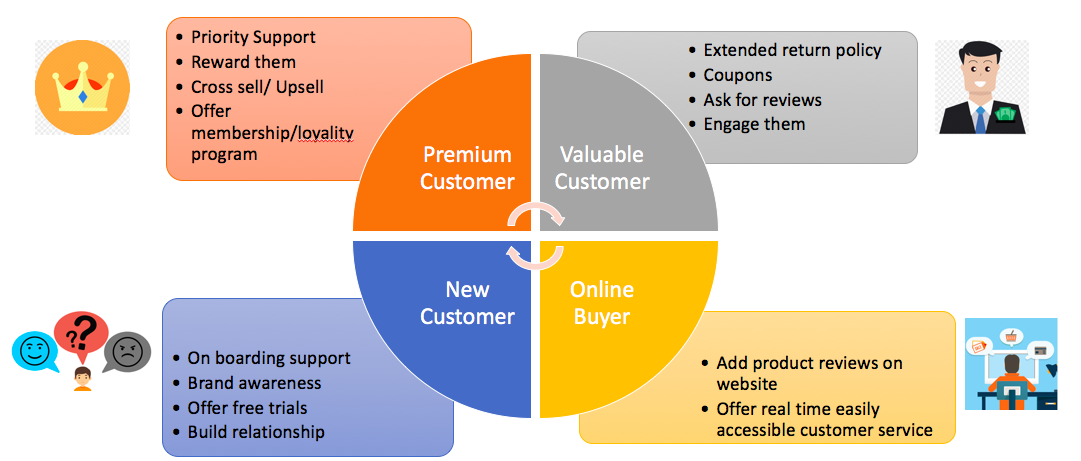 • Priority Support
• Reward them
• Cross sell/ Upsell
• Offer
membership/loyality
program
Premium
Customer
• Extended return policy
• Coupons
• Ask for reviews
• Engage them
Valuable
Customer
• On boarding support
• Brand awareness
• Offer free trials
• Build relationship
New
Customer
• Add product reviews on
website
• Offer real time easily
accessible customer service
Online
Buyer
??